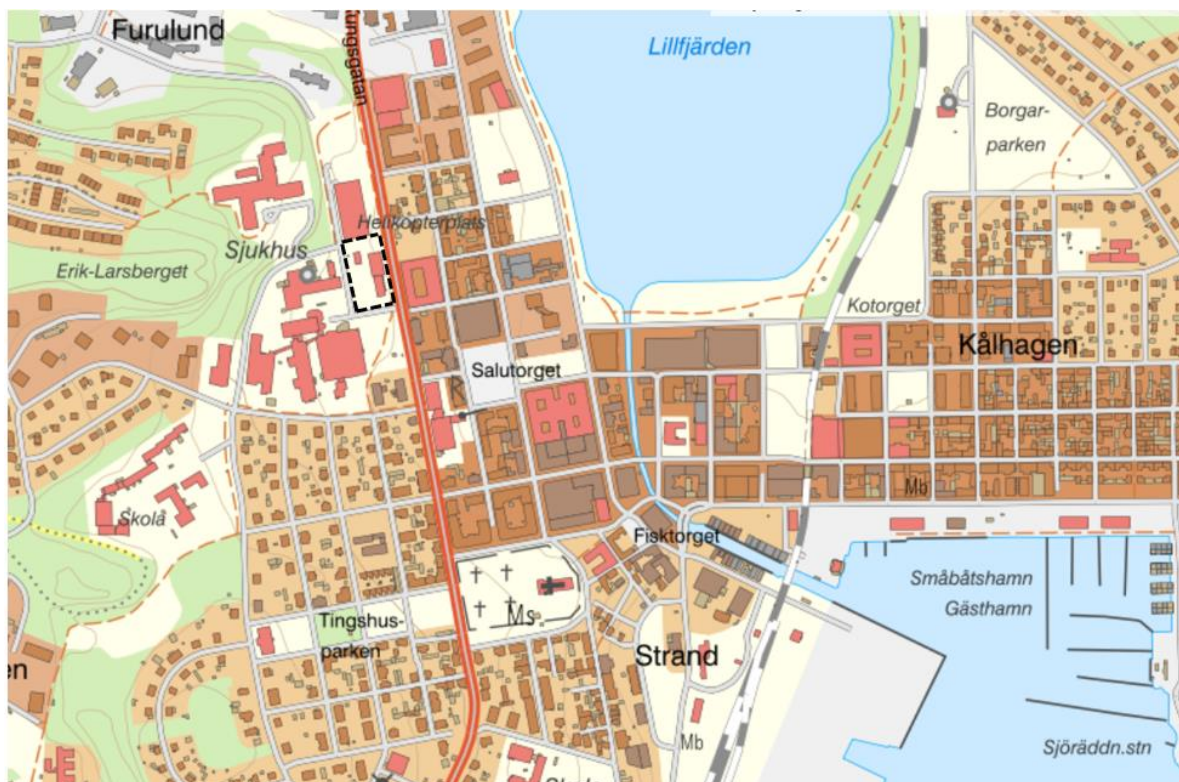 Furulund
Kungsgatan
Lillfjärden
Borgar-
parken
Helikopterplats
Sjukhus
Erik-Larsberget
Kotorget
Kålhagen
Salutorget
Skola
Mb
Fisktorget
Småbåtshamn
Gästhamn
Tingshus-
parken
Ms.
Strand
en
Mb
Sjöräddn.stn